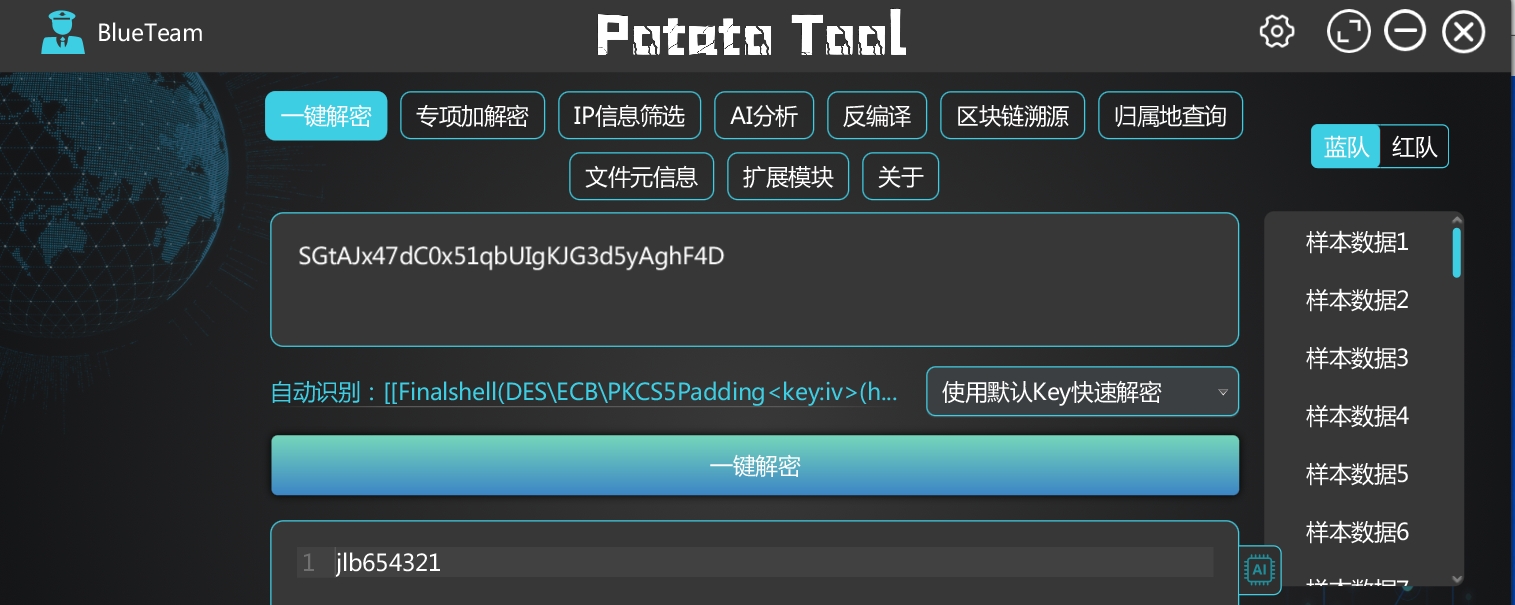 BlueTeam
Potato Tool
一键解密 专项加解密 IP信息筛选 AI分析 反编译 区块链溯源 归属地查询
文件元信息 扩展模块 关于
蓝队 红队
SGtAJx47dC0x51qbUIgKJG3d5yAghF4D
自动识别：[[Finalshell(DES\ECB\PKCS5Padding<key:iv>(h...
使用默认Key快速解密
一键解密
1 jlb654321
AI
样本数据1
样本数据2
样本数据3
样本数据4
样本数据5
样本数据6
样本数据7